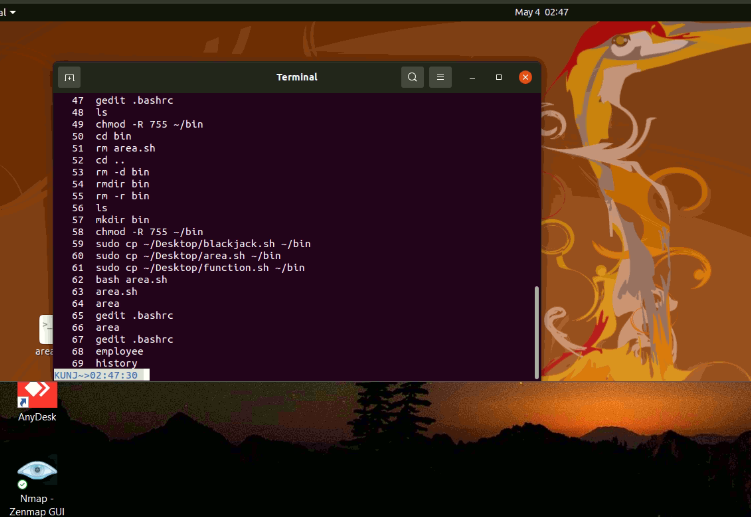 al
May 4 02:47
Terminal
47 gedit .bashrc
48 ls
49 chmod -R 755 ~/bin
50 cd bin
51 rm area.sh
52 cd ..
53 rm -d bin
54 rmdir bin
55 rm -r bin
56 ls
57 mkdir bin
58 chmod -R 755 ~/bin
59 sudo cp ~/Desktop/blackjack.sh ~/bin
60 sudo cp ~/Desktop/area.sh ~/bin
61 sudo cp ~/Desktop/function.sh ~/bin
62 bash area.sh
63 area.sh
64 area
65 gedit .bashrc
66 area
67 gedit .bashrc
68 employee
69 history
KUNJ~>02:47:30
>_
area
AnyDesk
Nmap -
Zenmap GUI